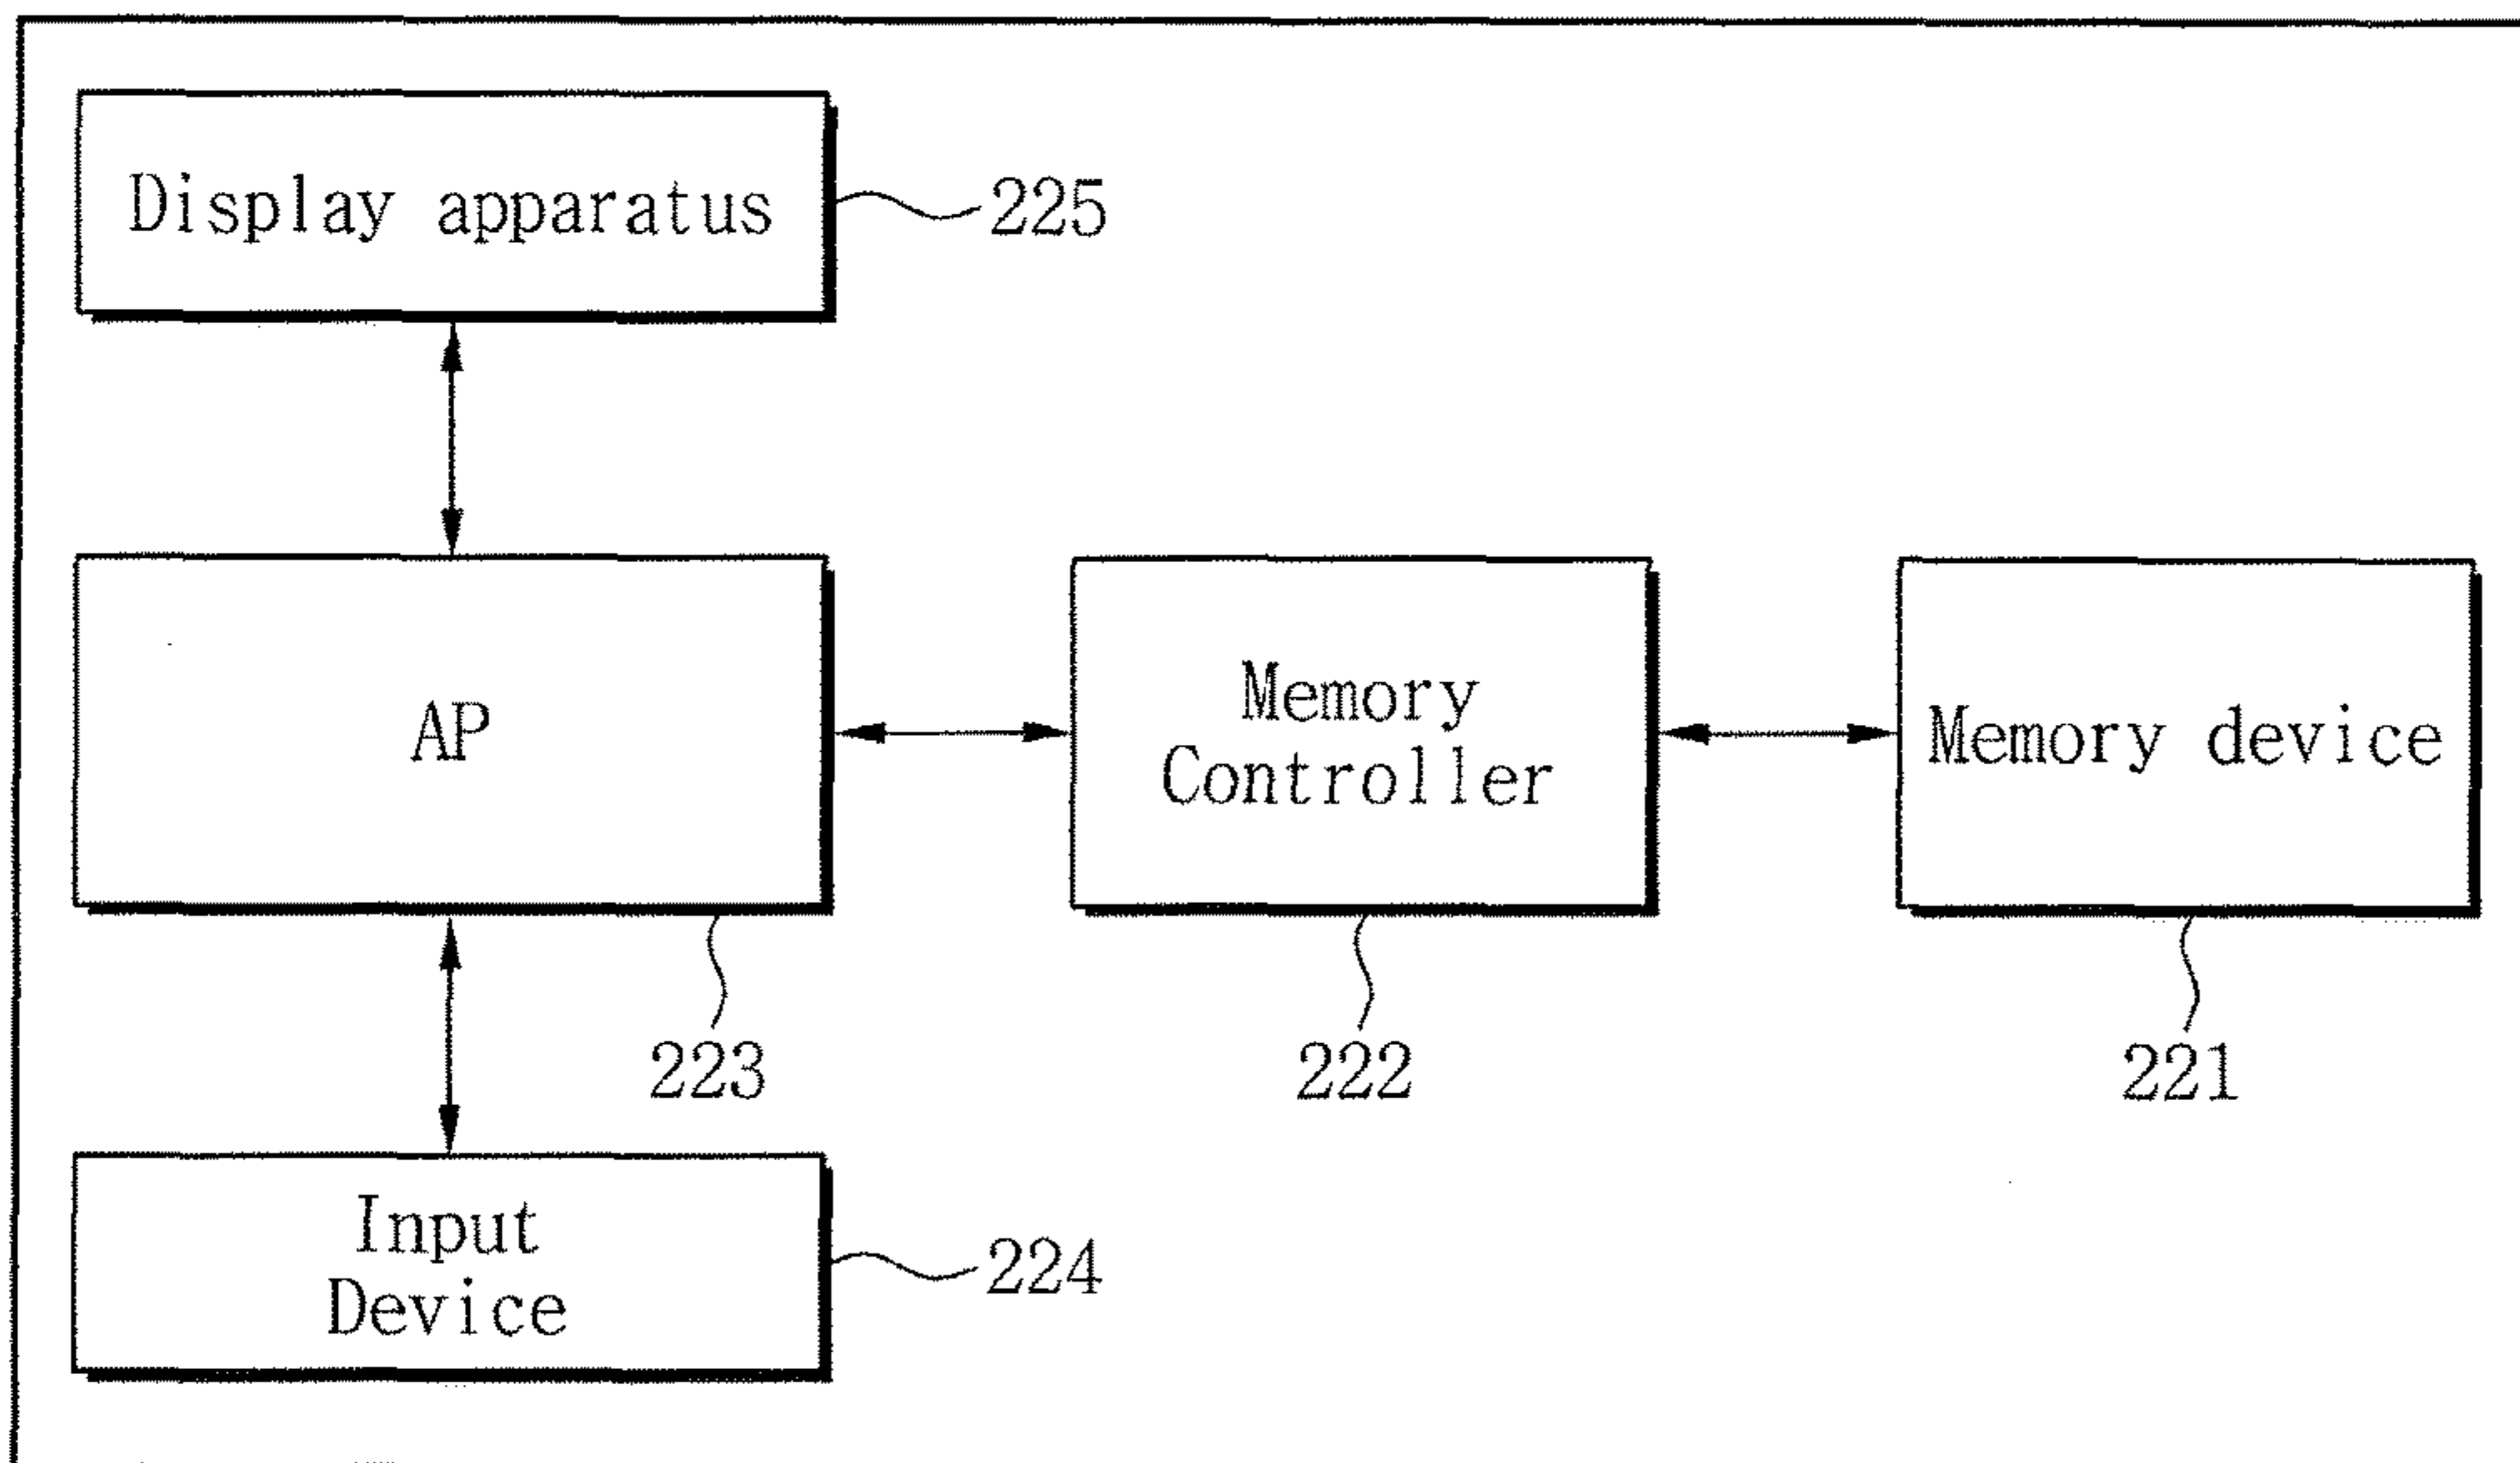 Display apparatus
225
AP
Memory
Controller
Memory device
223
222
221
Input
Device
224